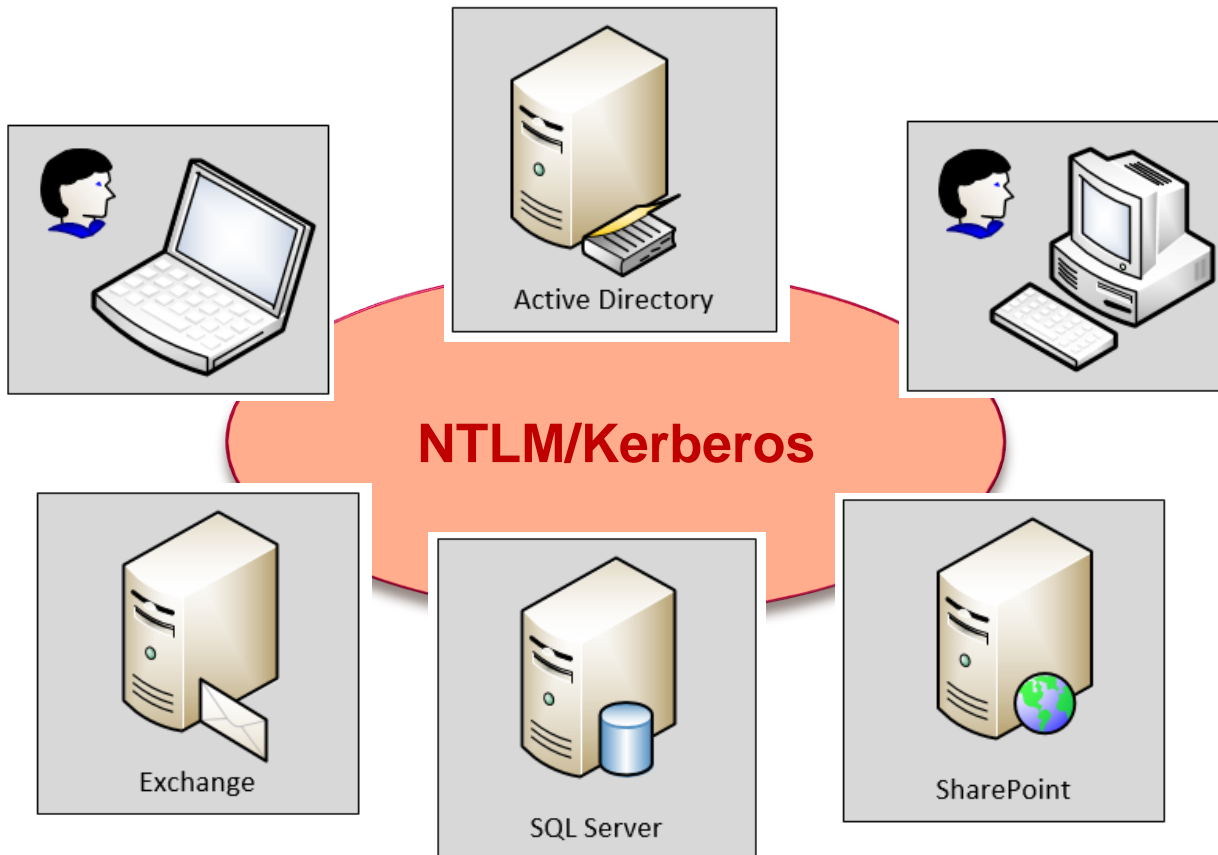 Active Directory
NTLM/Kerberos
Exchange
SQL Server
SharePoint